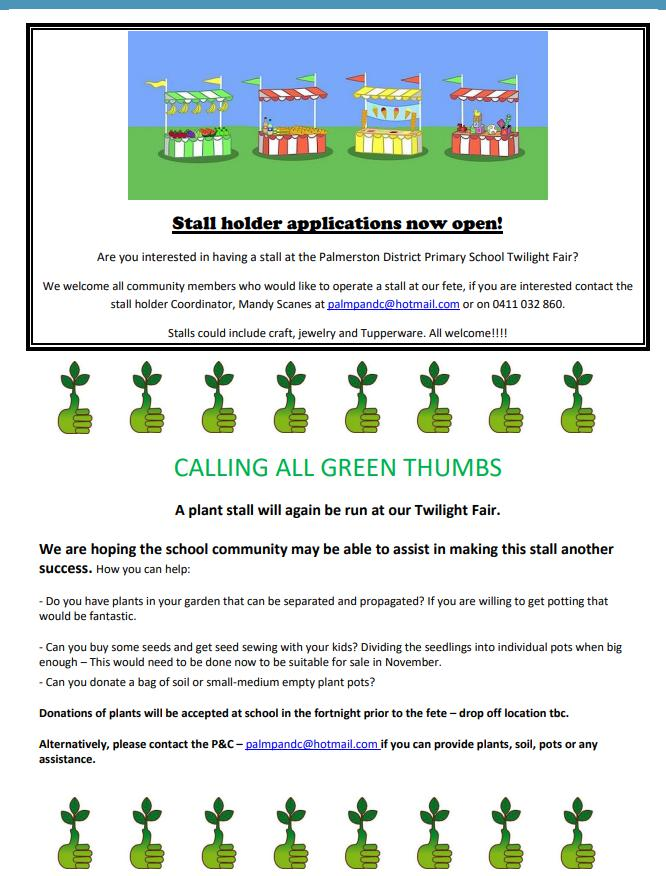 Stall holder applications now open!
Are you interested in having a stall at the Palmerston District Primary School Twilight Fair?
We welcome all community members who would like to operate a stall at our fete, if you are interested contact the
stall holder Coordinator, Mandy Scanes at palmpandc@hotmail.com or on 0411 032 860.
Stalls could include craft, jewelry and Tupperware. All welcome!!!!
CALLING ALL GREEN THUMBS
A plant stall will again be run at our Twilight Fair.
We are hoping the school community may be able to assist in making this stall another
success. How you can help:
- Do you have plants in your garden that can be separated and propagated? If you are willing to get potting that
would be fantastic.
- Can you buy some seeds and get seed sewing with your kids? Dividing the seedlings into individual pots when big
enough – This would need to be done now to be suitable for sale in November.
- Can you donate a bag of soil or small-medium empty plant pots?
Donations of plants will be accepted at school in the fortnight prior to the fete – drop off location tbc.
Alternatively, please contact the P&C – palmpandc@hotmail.com if you can provide plants, soil, pots or any
assistance.